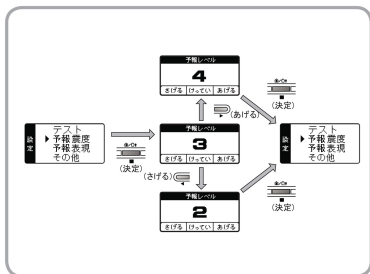 予報レベル
4
さげる けってい あげる
(あげる)
(決定)
設定
テスト
予報震度
予報表現
その他
(決定)
予報レベル
3
さげる けってい あげる
設定
テスト
予報震度
予報表現
その他
(さげる)
(決定)
予報レベル
2
さげる けってい あげる